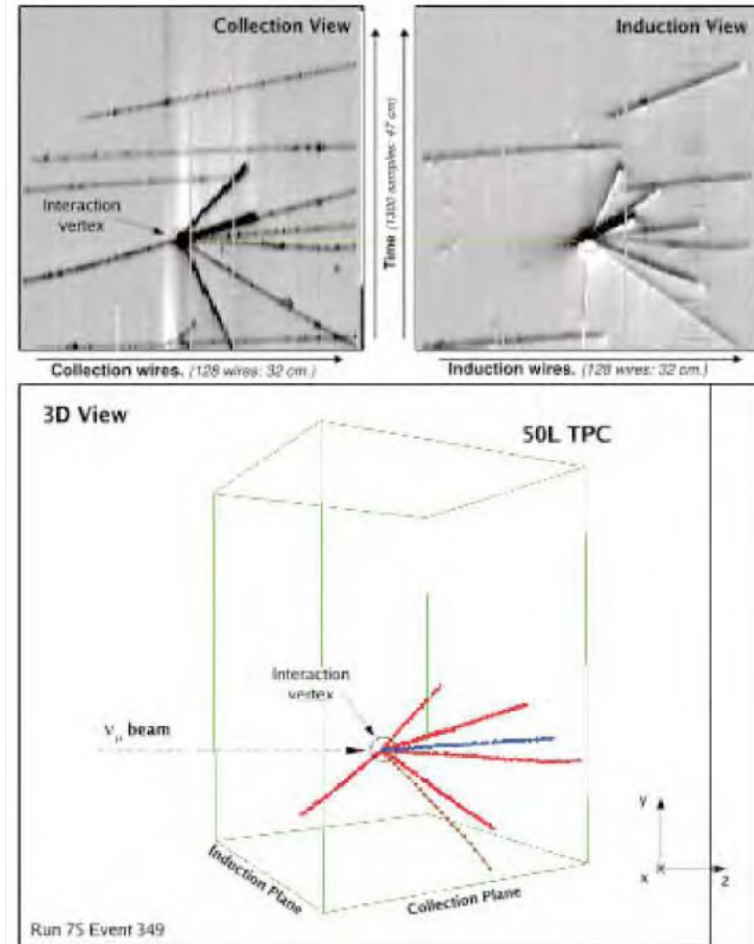 Collection View
Induction View
Interaction
vertex
Time (1300 samples: 47 cm)
Collection wires. (128 wires: 32 cm.)
Induction wires. (128 wires: 32 cm.)
3D View
50L TPC
Interaction
vertex
νμ beam
y
x
z
Induction Plane
Collection Plane
Run 75 Event 349